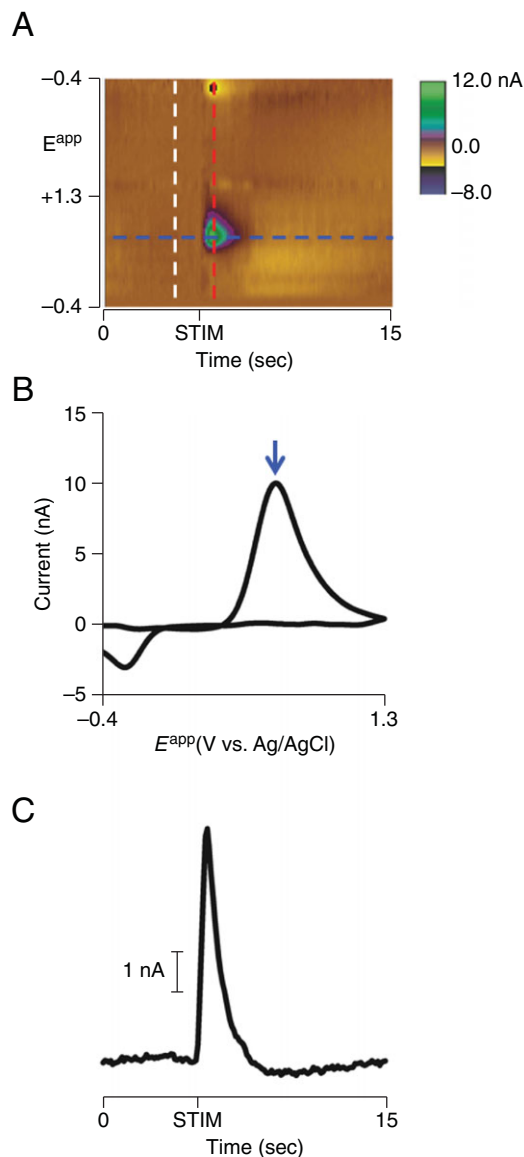 A
−0.4
Eᵃᵖᵖ
+1.3
−0.4
0 STIM 15
Time (sec)
12.0 nA
0.0
−8.0
B
15
10
5
0
−5
Current (nA)
−0.4 1.3
Eᵃᵖᵖ(V vs. Ag/AgCl)
C
1 nA
0 STIM 15
Time (sec)